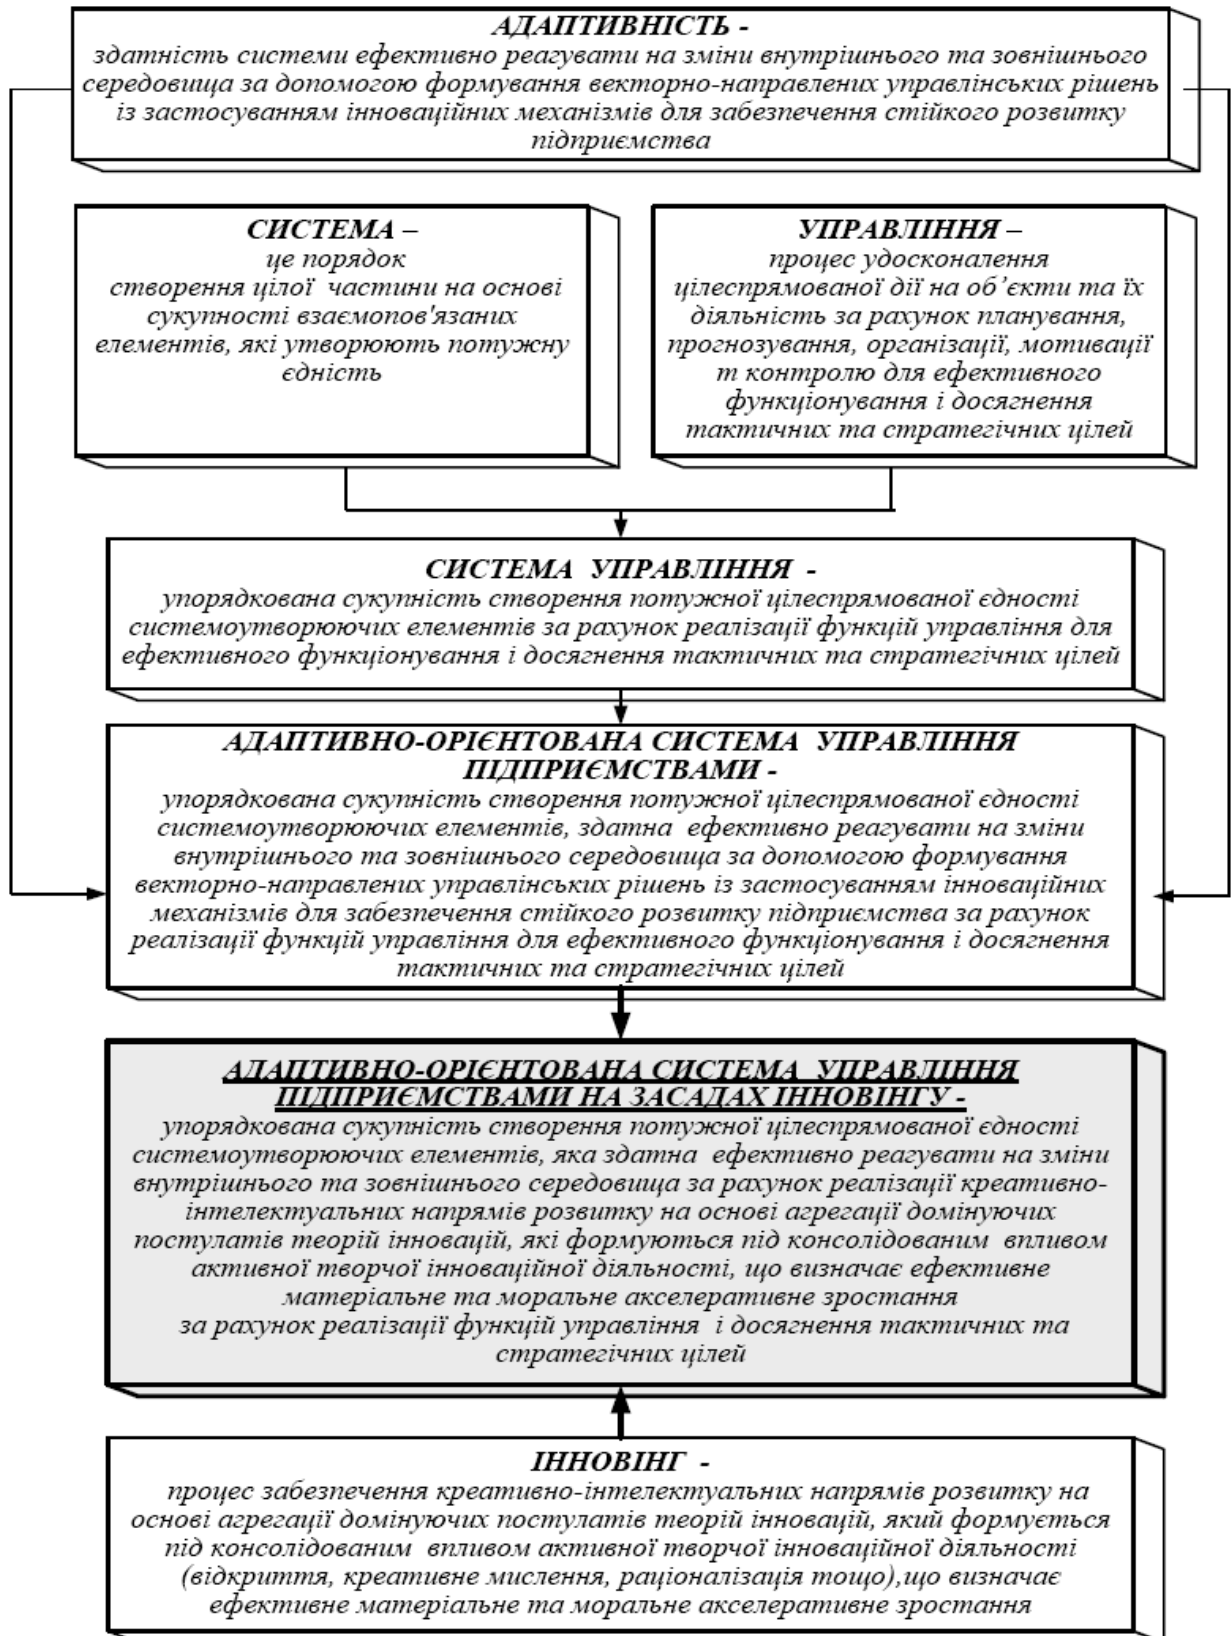 АДАПТИВНІСТЬ -
здатність системи ефективно реагувати на зміни внутрішнього та зовнішнього
середовища за допомогою формування векторно-направлених управлінських рішень
із застосуванням інноваційних механізмів для забезпечення стійкого розвитку
підприємства
СИСТЕМА –
це порядок
створення цілої частини на основі
сукупності взаємопов'язаних
елементів, які утворюють потужну
єдність
УПРАВЛІННЯ –
процес удосконалення
цілеспрямованої дії на об’єкти та їх
діяльність за рахунок планування,
прогнозування, організації, мотивації
т контролю для ефективного
функціонування і досягнення
тактичних та стратегічних цілей
СИСТЕМА УПРАВЛІННЯ -
упорядкована сукупність створення потужної цілеспрямованої єдності
системоутворюючих елементів за рахунок реалізації функцій управління для
ефективного функціонування і досягнення тактичних та стратегічних цілей
АДАПТИВНО-ОРІЄНТОВАНА СИСТЕМА УПРАВЛІННЯ
ПІДПРИЄМСТВАМИ -
упорядкована сукупність створення потужної цілеспрямованої єдності
системоутворюючих елементів, здатна ефективно реагувати на зміни
внутрішнього та зовнішнього середовища за допомогою формування
векторно-направлених управлінських рішень із застосуванням інноваційних
механізмів для забезпечення стійкого розвитку підприємства за рахунок
реалізації функцій управління для ефективного функціонування і досягнення
тактичних та стратегічних цілей
АДАПТИВНО-ОРІЄНТОВАНА СИСТЕМА УПРАВЛІННЯ
ПІДПРИЄМСТВАМИ НА ЗАСАДАХ ІННОВІНГУ -
упорядкована сукупність створення потужної цілеспрямованої єдності
системоутворюючих елементів, яка здатна ефективно реагувати на зміни
внутрішнього та зовнішнього середовища за рахунок реалізації креативно-
інтелектуальних напрямів розвитку на основі агрегації домінуючих
постулатів теорій інновацій, які формуються під консолідованим впливом
активної творчої інноваційної діяльності, що визначає ефективне
матеріальне та моральне акселеративне зростання
за рахунок реалізації функцій управління і досягнення тактичних та
стратегічних цілей
ІННОВІНГ -
процес забезпечення креативно-інтелектуальних напрямів розвитку на
основі агрегації домінуючих постулатів теорій інновацій, який формується
під консолідованим впливом активної творчої інноваційної діяльності
(відкриття, креативне мислення, раціоналізація тощо),що визначає
ефективне матеріальне та моральне акселеративне зростання